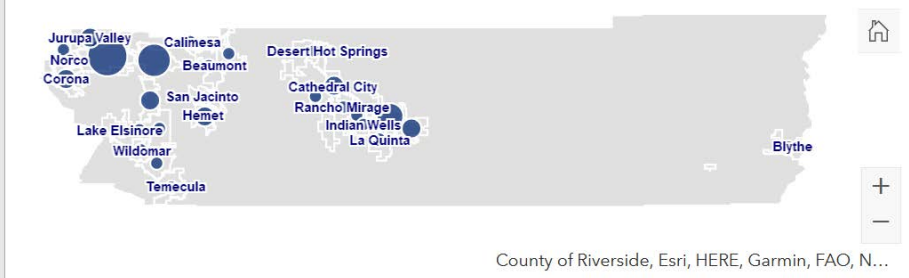 Jurupa Valley
Calimesa
Norco
Beaumont
Corona
Desert Hot Springs
Cathedral City
San Jacinto
Rancho Mirage
Hemet
Indian Wells
Lake Elsinore
La Quinta
Wildomar
Blythe
Temecula
+
−
County of Riverside, Esri, HERE, Garmin, FAO, N...